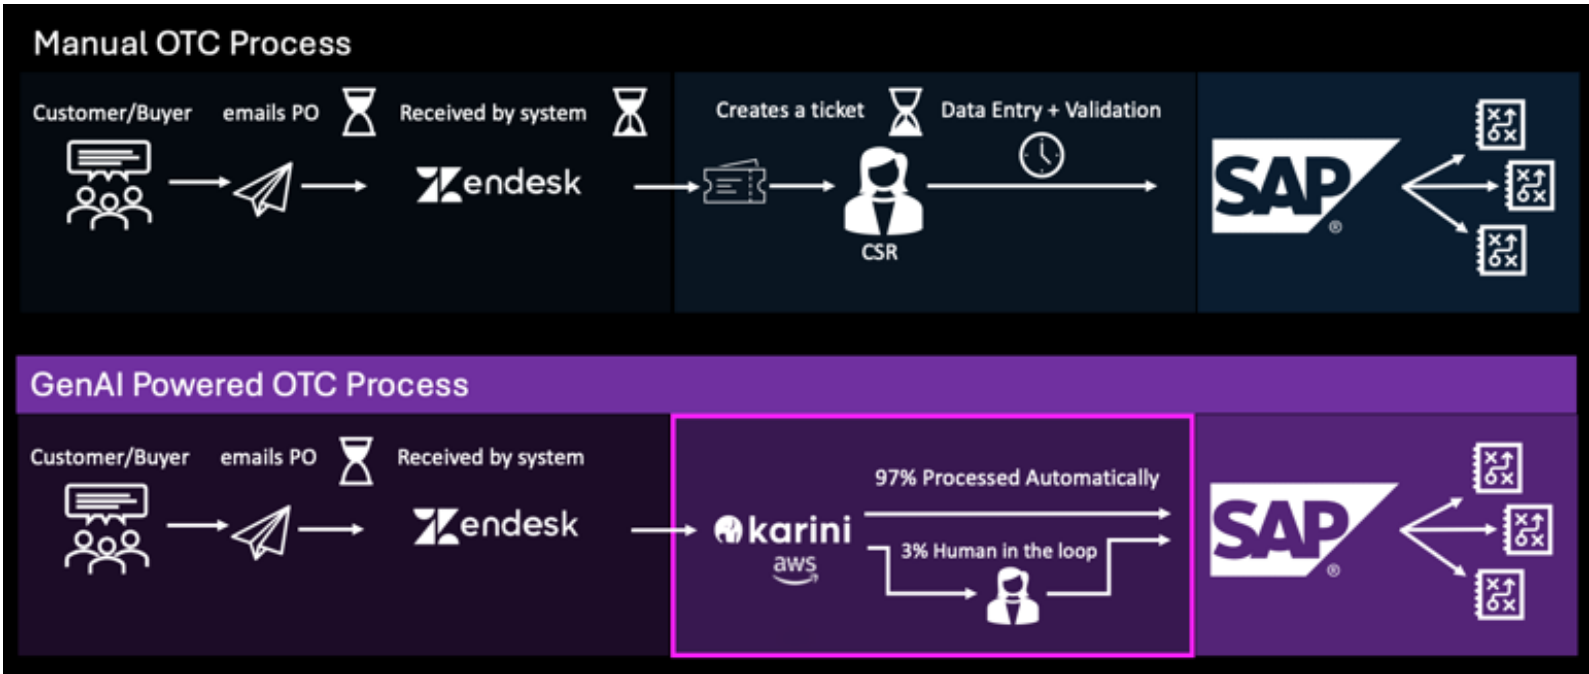 Manual OTC Process
Customer/Buyer emails PO Received by system Creates a ticket Data Entry + Validation
zendesk
SAP
®
CSR
GenAI Powered OTC Process
Customer/Buyer emails PO Received by system
97% Processed Automatically
zendesk
karini
aws
3% Human in the loop
SAP
®